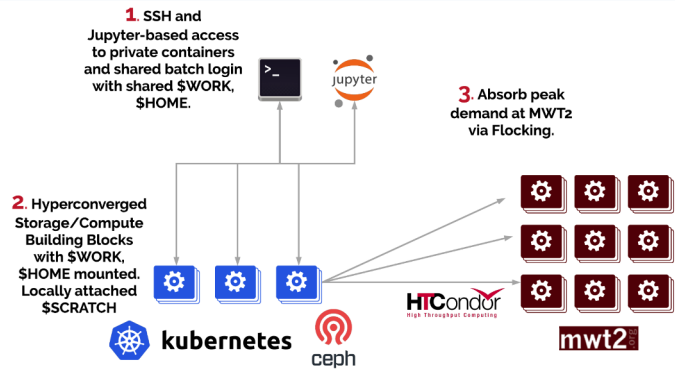 1. SSH and
Jupyter-based access
to private containers
and shared batch login
with shared $WORK,
$HOME.
>_
jupyter
3. Absorb peak
demand at MWT2
via Flocking.
2. Hyperconverged
Storage/Compute
Building Blocks
with $WORK,
$HOME mounted.
Locally attached
$SCRATCH
HTCondor
High Throughput Computing
kubernetes
ceph
mwt2
.org